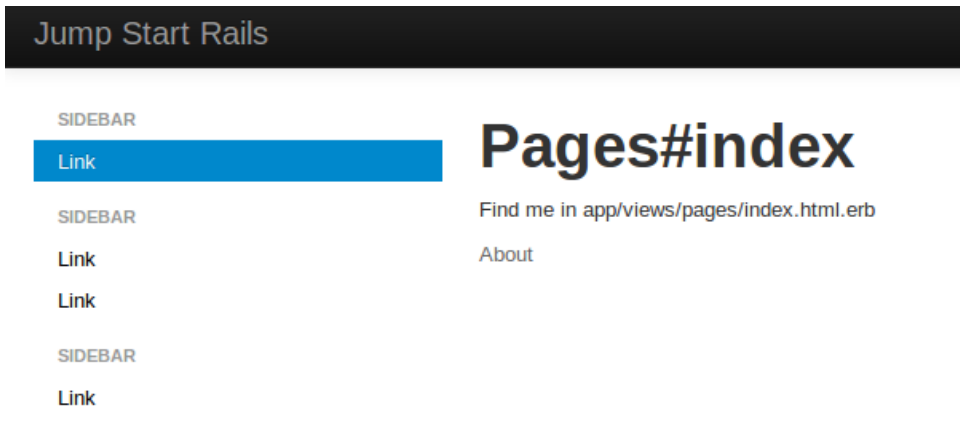 Jump Start Rails
SIDEBAR
Link
SIDEBAR
Link
Link
SIDEBAR
Link
Pages#index
Find me in app/views/pages/index.html.erb
About